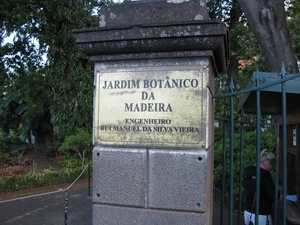 JARDIM BOTÂNICO
DA
MADEIRA
ENGENHEIRO
RUI MANUEL DA SILVA VIEIRA